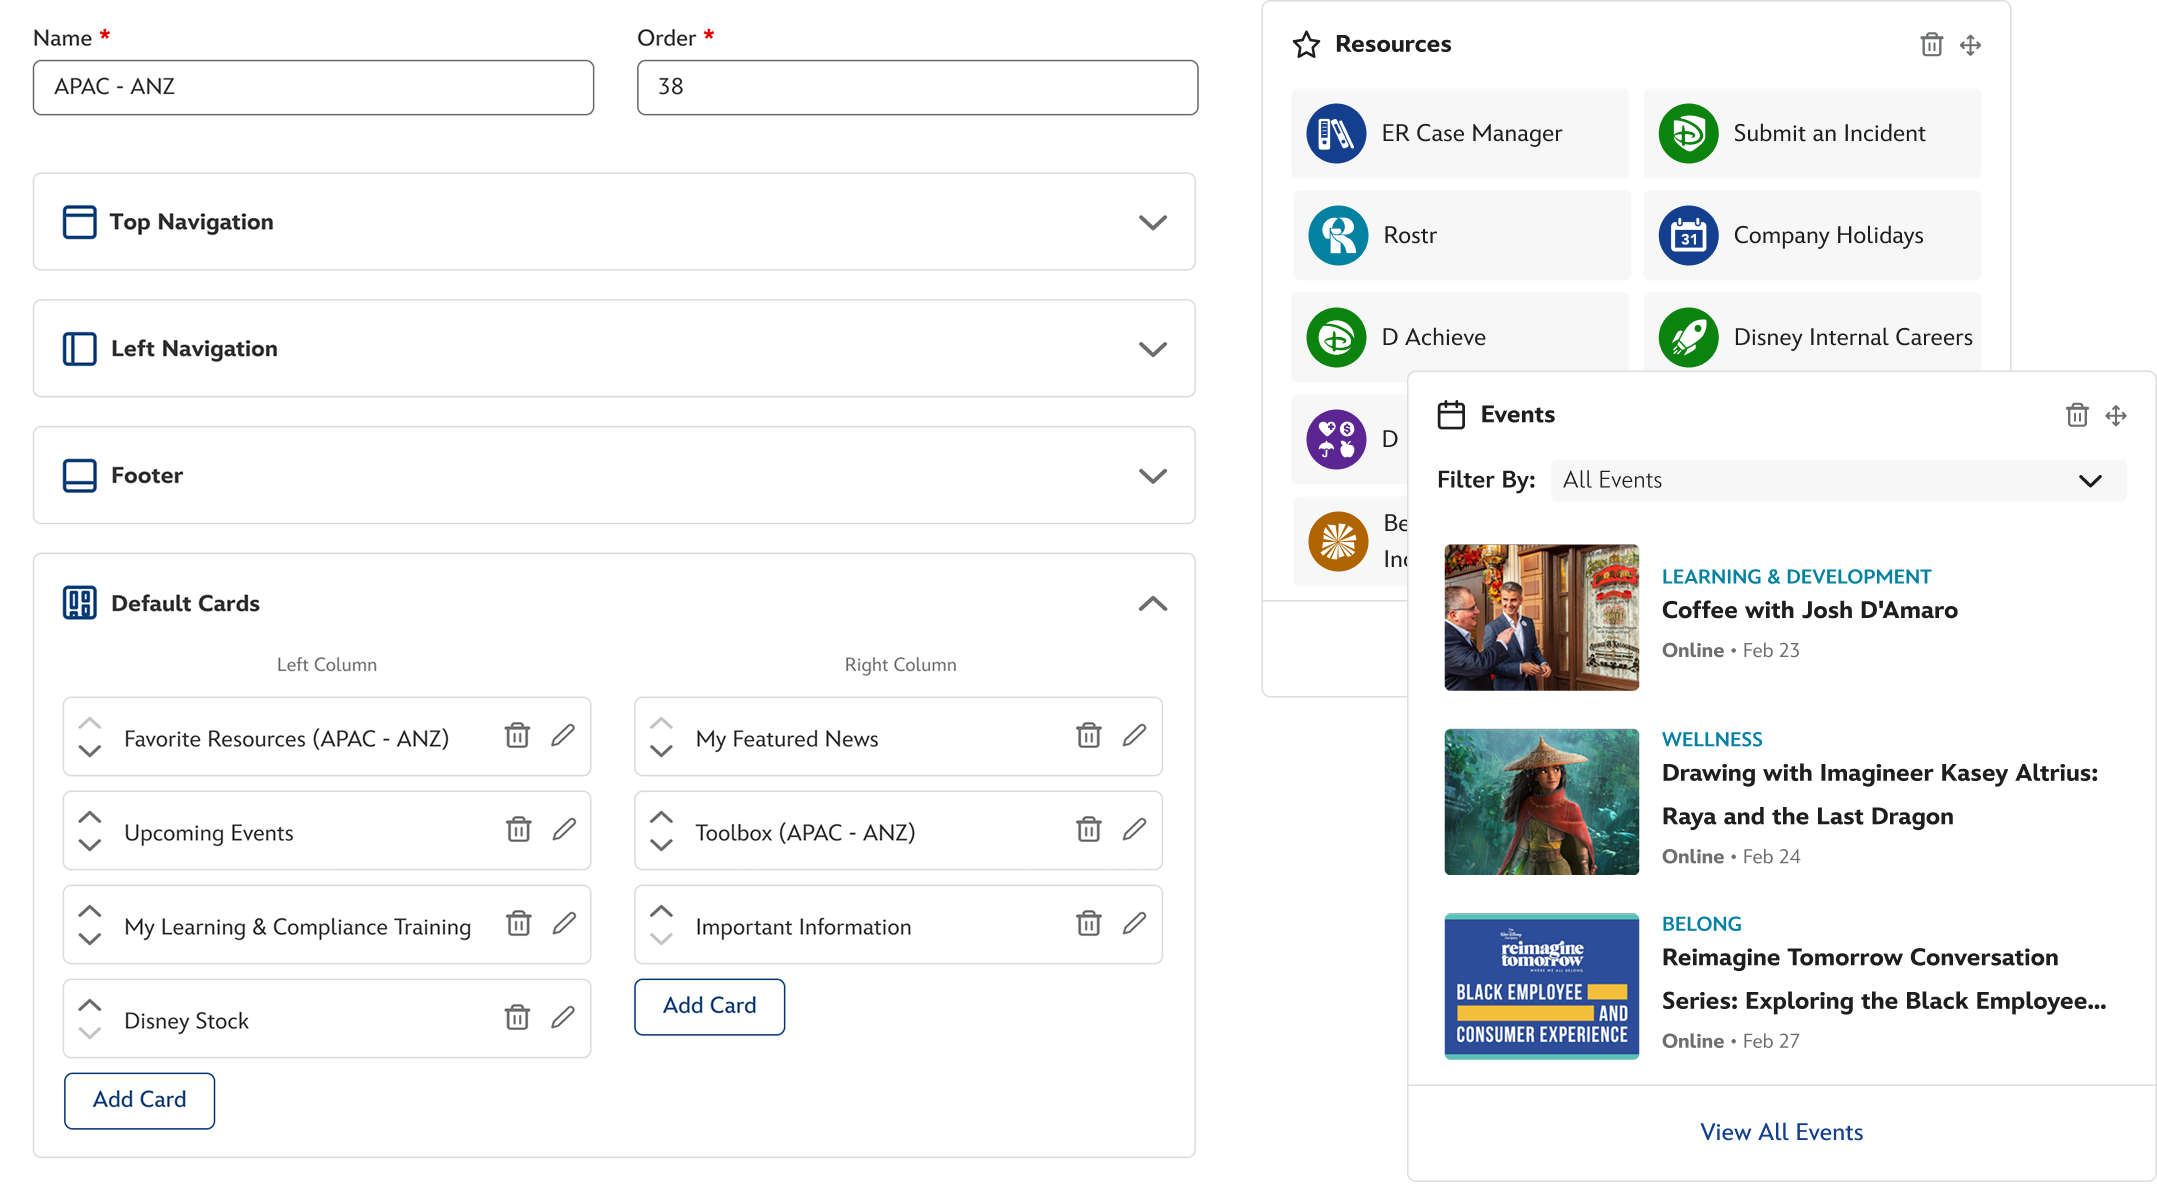 Name *
APAC - ANZ
Order *
38
Top Navigation
Left Navigation
Footer
Default Cards
Left Column
Favorite Resources (APAC - ANZ)
Upcoming Events
My Learning & Compliance Training
Disney Stock
Add Card
Right Column
My Featured News
Toolbox (APAC - ANZ)
Important Information
Add Card
Resources
ER Case Manager
Submit an Incident
Rostr
31
Company Holidays
D Achieve
Disney Internal Careers
D
Be
Inc
Events
Filter By: All Events
LEARNING & DEVELOPMENT
Coffee with Josh D'Amaro
Online • Feb 23
WELLNESS
Drawing with Imagineer Kasey Altrius:
Raya and the Last Dragon
Online • Feb 24
reimagine
tomorrow
WHERE WE ALL BELONG
BLACK EMPLOYEE
AND
CONSUMER EXPERIENCE
BELONG
Reimagine Tomorrow Conversation
Series: Exploring the Black Employee...
Online • Feb 27
View All Events